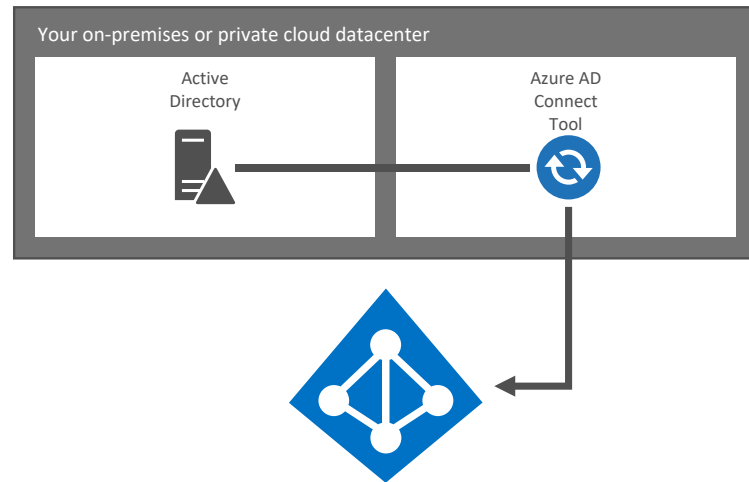 Your on-premises or private cloud datacenter
Active
Directory
Azure AD
Connect
Tool